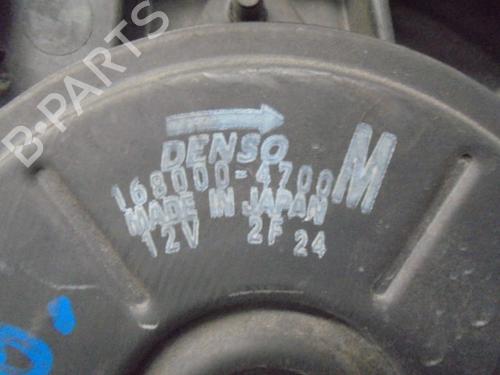 B-PARTS
DENSO
168000-4700 M
MADE IN JAPAN
12V 2F 24